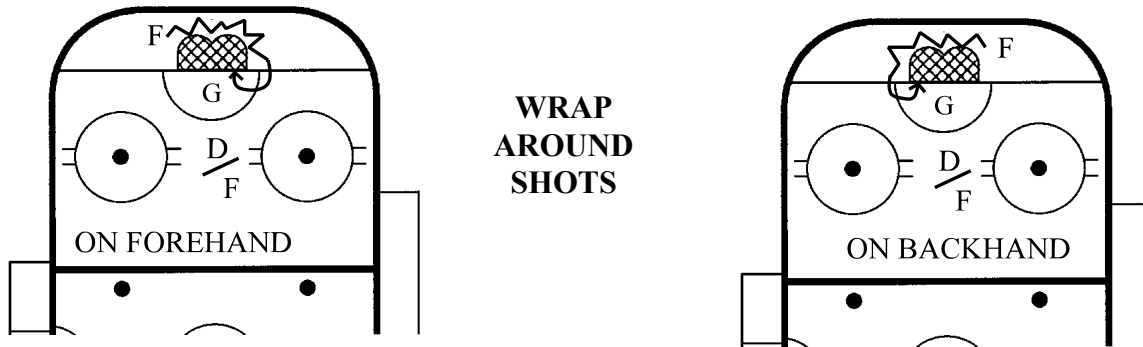 F
G
D
F
ON FOREHAND
WRAP
AROUND
SHOTS
F
G
D
F
ON BACKHAND